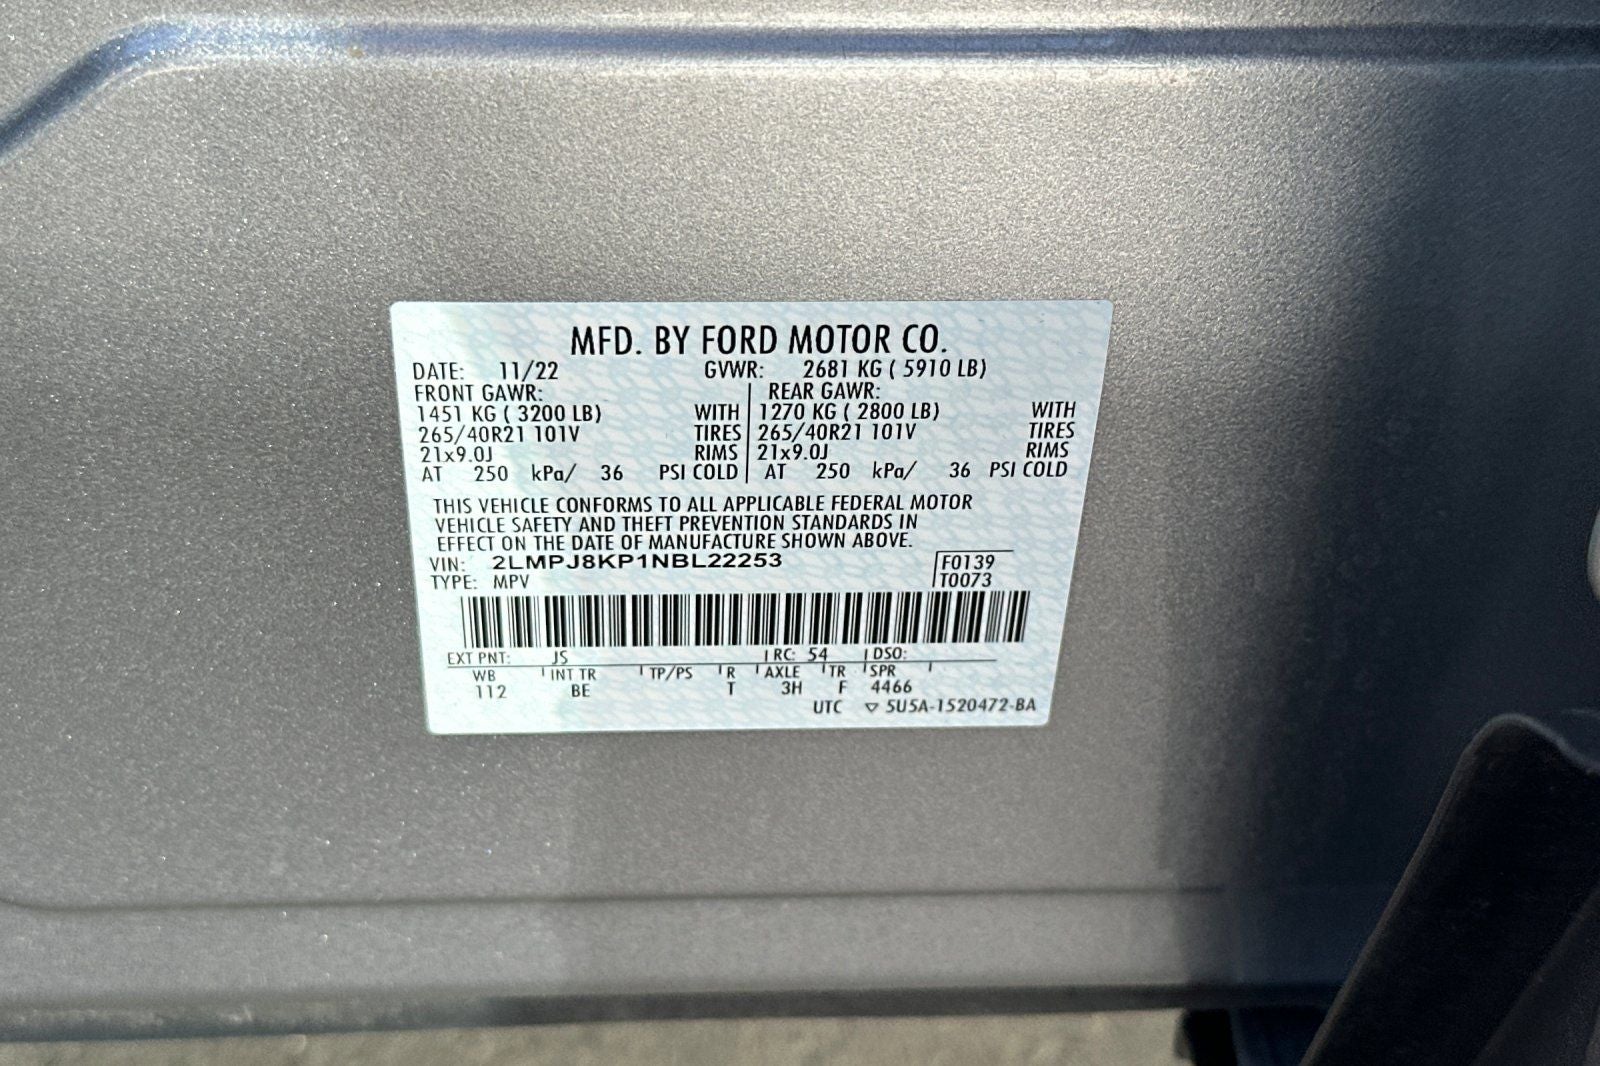 MFD. BY FORD MOTOR CO.
DATE: 11/22 GVWR: 2681 KG ( 5910 LB)
FRONT GAWR: REAR GAWR:
1451 KG ( 3200 LB) WITH 1270 KG ( 2800 LB) WITH
265/40R21 101V TIRES 265/40R21 101V TIRES
21x9.0J RIMS 21x9.0J RIMS
AT 250 kPa/ 36 PSI COLD AT 250 kPa/ 36 PSI COLD
THIS VEHICLE CONFORMS TO ALL APPLICABLE FEDERAL MOTOR
VEHICLE SAFETY AND THEFT PREVENTION STANDARDS IN
EFFECT ON THE DATE OF MANUFACTURE SHOWN ABOVE.
VIN: 2LMPJ8KP1NBL22253 F0139
TYPE: MPV T0073
EXT PNT: JS RC: 54 DSO:
WB INT TR TP/PS R AXLE TR SPR
112 BE T 3H F 4466
UTC ▽ 5U5A-1520472-BA